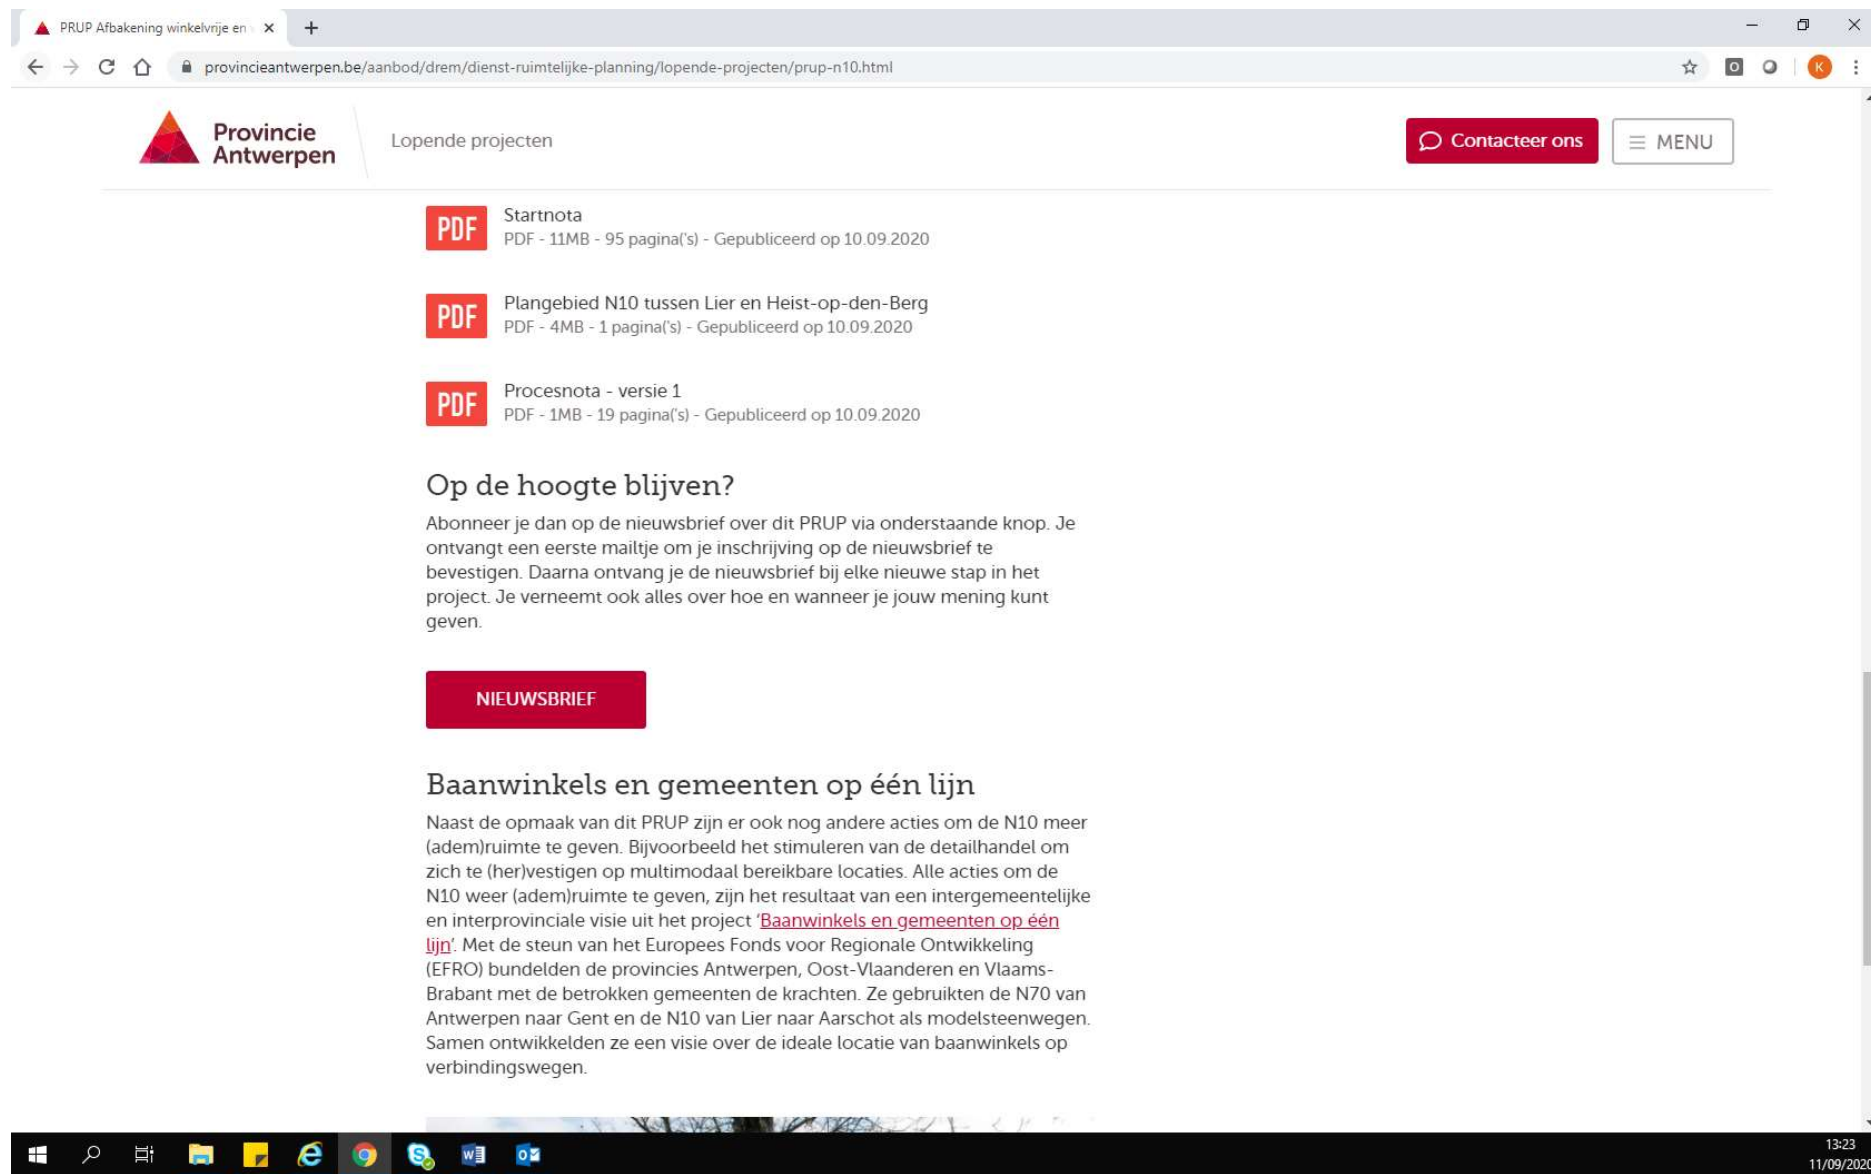 PRUP Afbakening winkelvrije en
provincieantwerpen.be/aanbod/drem/dienst-ruimtelijke-planning/lopende-projecten/prup-n10.html
O
K
Provincie
Antwerpen
Lopende projecten
Contacteer ons
MENU
PDF
Startnota
PDF - 11MB - 95 pagina('s) - Gepubliceerd op 10.09.2020
PDF
Plangebied N10 tussen Lier en Heist-op-den-Berg
PDF - 4MB - 1 pagina('s) - Gepubliceerd op 10.09.2020
PDF
Procesnota - versie 1
PDF - 1MB - 19 pagina('s) - Gepubliceerd op 10.09.2020
Op de hoogte blijven?
Abonneer je dan op de nieuwsbrief over dit PRUP via onderstaande knop. Je
ontvangt een eerste mailtje om je inschrijving op de nieuwsbrief te
bevestigen. Daarna ontvang je de nieuwsbrief bij elke nieuwe stap in het
project. Je verneemt ook alles over hoe en wanneer je jouw mening kunt
geven.
NIEUWSBRIEF
Baanwinkels en gemeenten op één lijn
Naast de opmaak van dit PRUP zijn er ook nog andere acties om de N10 meer
(adem)ruimte te geven. Bijvoorbeeld het stimuleren van de detailhandel om
zich te (her)vestigen op multimodaal bereikbare locaties. Alle acties om de
N10 weer (adem)ruimte te geven, zijn het resultaat van een intergemeentelijke
en interprovinciale visie uit het project ‘Baanwinkels en gemeenten op één
lijn’. Met de steun van het Europees Fonds voor Regionale Ontwikkeling
(EFRO) bundelden de provincies Antwerpen, Oost-Vlaanderen en Vlaams-
Brabant met de betrokken gemeenten de krachten. Ze gebruikten de N70 van
Antwerpen naar Gent en de N10 van Lier naar Aarschot als modelsteenwegen.
Samen ontwikkelden ze een visie over de ideale locatie van baanwinkels op
verbindingswegen.
13:23
11/09/2020